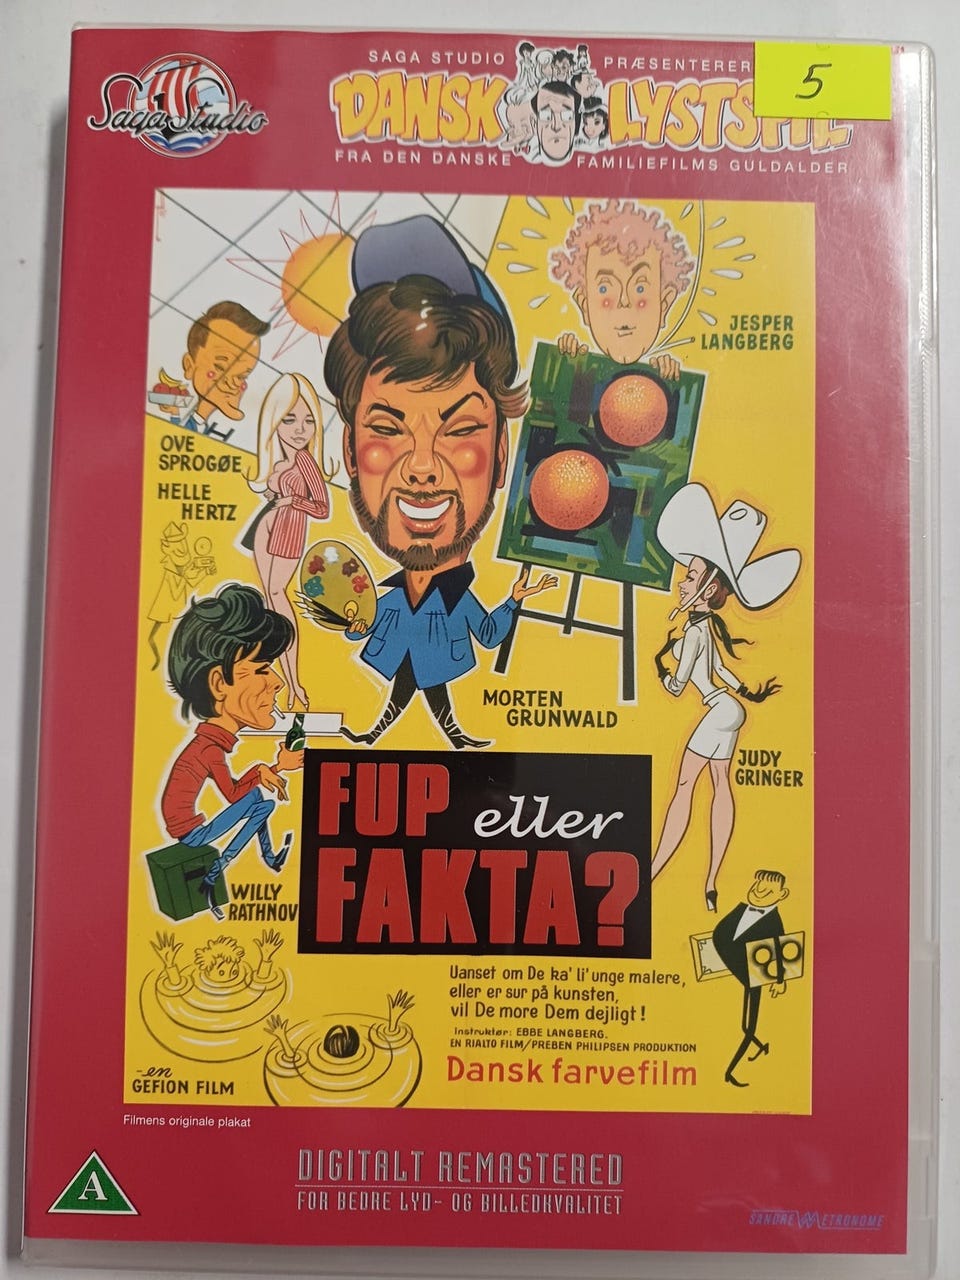 Saga Studio
SAGA STUDIO PRÆSENTERER
5
DANSK LYSTSPIL
FRA DEN DANSKE FAMILIEFILMS GULDALDER
JESPER
LANGBERG
OVE
SPROGØE
HELLE
HERTZ
MORTEN
GRUNWALD
JUDY
GRINGER
FUP eller
FAKTA?
WILLY
RATHNOV
Uanset om De ka' li' unge malere,
eller er sur på kunsten,
vil De more Dem dejligt!
Instruktør: EBBE LANGBERG.
EN RIALTO FILM/PREBEN PHILIPSEN PRODUKTION
Dansk farvefilm
-en
GEFION FILM
Filmens originale plakat
A
DIGITALT REMASTERED
FOR BEDRE LYD- OG BILLEDKVALITET
SANDREW METRONOME